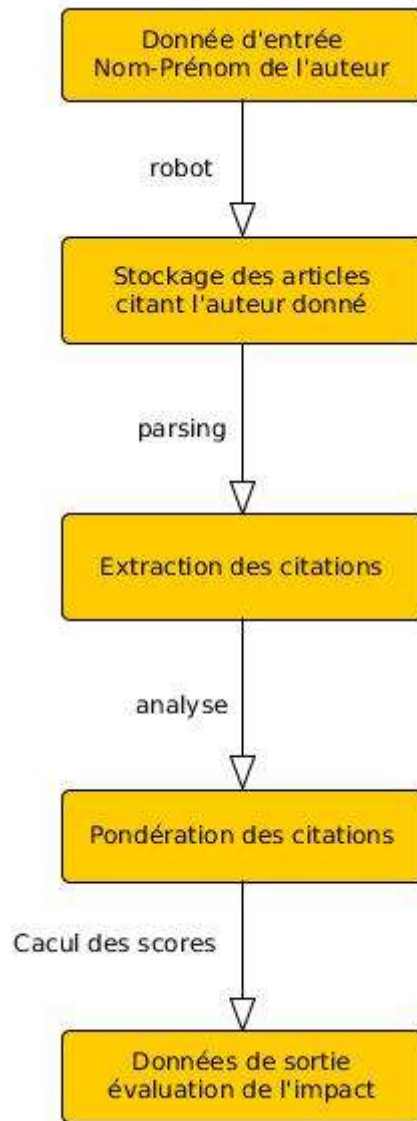 Donnée d'entrée
Nom-Prénom de l'auteur
robot
Stockage des articles
citant l'auteur donné
parsing
Extraction des citations
analyse
Pondération des citations
Cacul des scores
Données de sortie
évaluation de l'impact